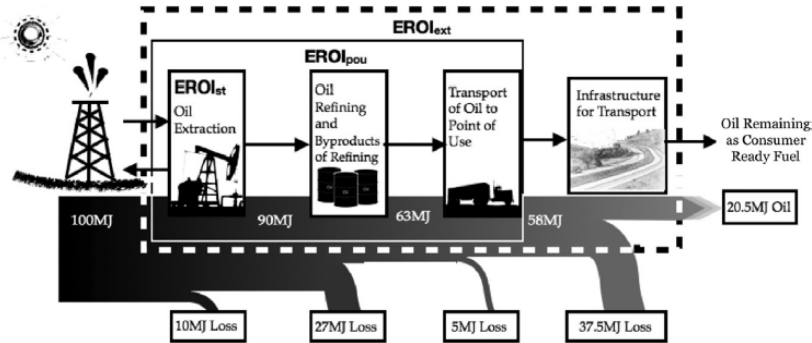 EROIext
EROIpou
EROIst
Oil
Extraction
Oil
Refining
and
Byproducts
of Refining
Transport
of Oil to
Point of
Use
Infrastructure
for Transport
Oil Remaining
as Consumer
Ready Fuel
100MJ
90MJ
63MJ
58MJ
20.5MJ Oil
10MJ Loss
27MJ Loss
5MJ Loss
37.5MJ Loss